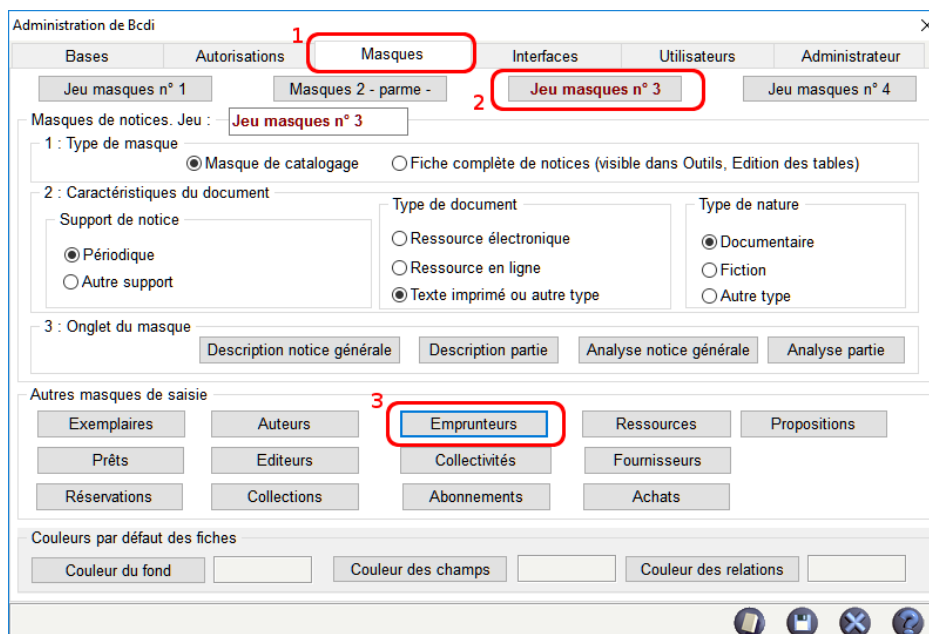 Administration de Bcdi
1
Bases Autorisations Masques Interfaces Utilisateurs Administrateur
Jeu masques n° 1 Masques 2 - parme - Jeu masques n° 3 Jeu masques n° 4
2
Masques de notices. Jeu : Jeu masques n° 3
1 : Type de masque
Masque de catalogage Fiche complète de notices (visible dans Outils, Edition des tables)
2 : Caractéristiques du document
Support de notice
Périodique
Autre support
Type de document
Ressource électronique
Ressource en ligne
Texte imprimé ou autre type
Type de nature
Documentaire
Fiction
Autre type
3 : Onglet du masque
Description notice générale Description partie Analyse notice générale Analyse partie
Autres masques de saisie
3
Exemplaires Auteurs Emprunteurs Ressources Propositions
Prêts Editeurs Collectivités Fournisseurs
Réservations Collections Abonnements Achats
Couleurs par défaut des fiches
Couleur du fond Couleur des champs Couleur des relations